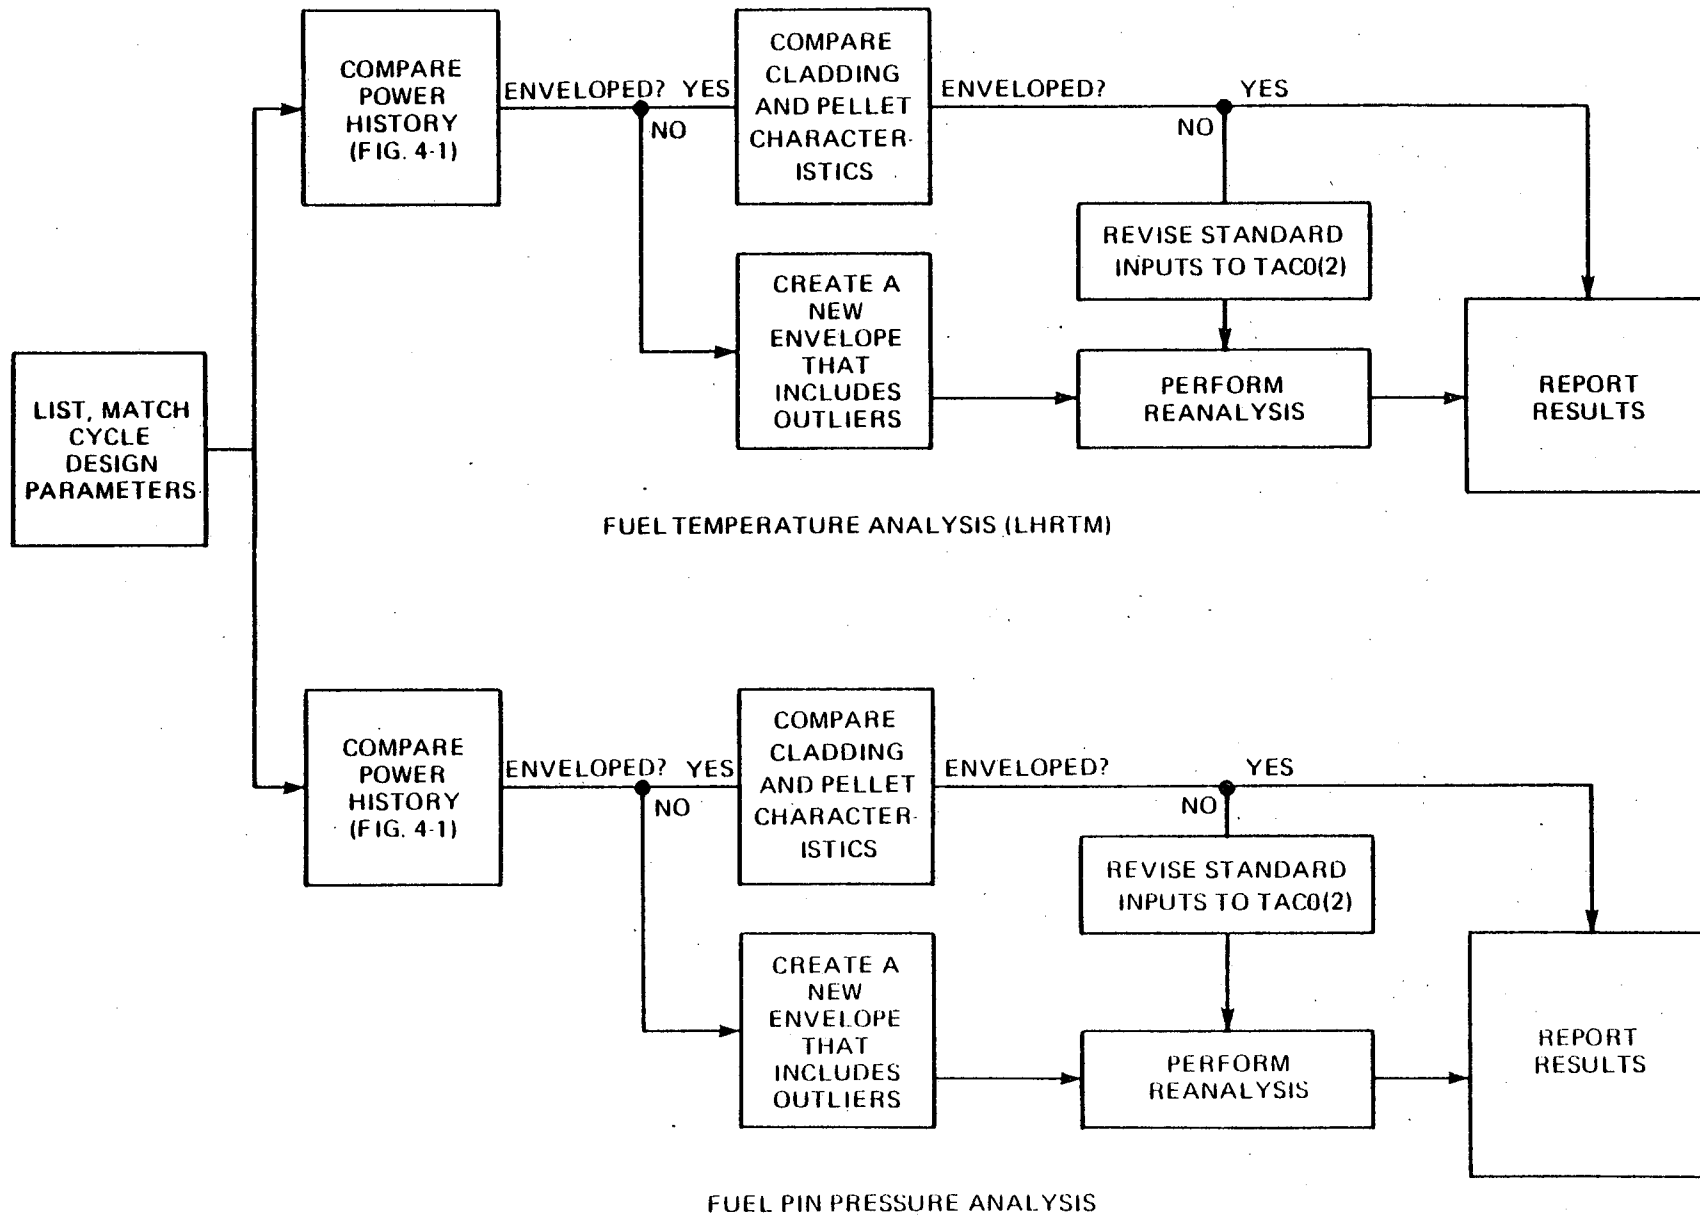 LIST, MATCH
CYCLE
DESIGN
PARAMETERS
COMPARE
POWER
HISTORY
(FIG. 4-1)
ENVELOPED? YES
NO
COMPARE
CLADDING
AND PELLET
CHARACTER-
ISTICS
ENVELOPED?
YES
NO
REVISE STANDARD
INPUTS TO TACO(2)
CREATE A
NEW
ENVELOPE
THAT
INCLUDES
OUTLIERS
PERFORM
REANALYSIS
REPORT
RESULTS
FUEL TEMPERATURE ANALYSIS (LHRTM)
COMPARE
POWER
HISTORY
(FIG. 4-1)
ENVELOPED? YES
NO
COMPARE
CLADDING
AND PELLET
CHARACTER-
ISTICS
ENVELOPED?
YES
NO
REVISE STANDARD
INPUTS TO TACO(2)
CREATE A
NEW
ENVELOPE
THAT
INCLUDES
OUTLIERS
PERFORM
REANALYSIS
REPORT
RESULTS
FUEL PIN PRESSURE ANALYSIS